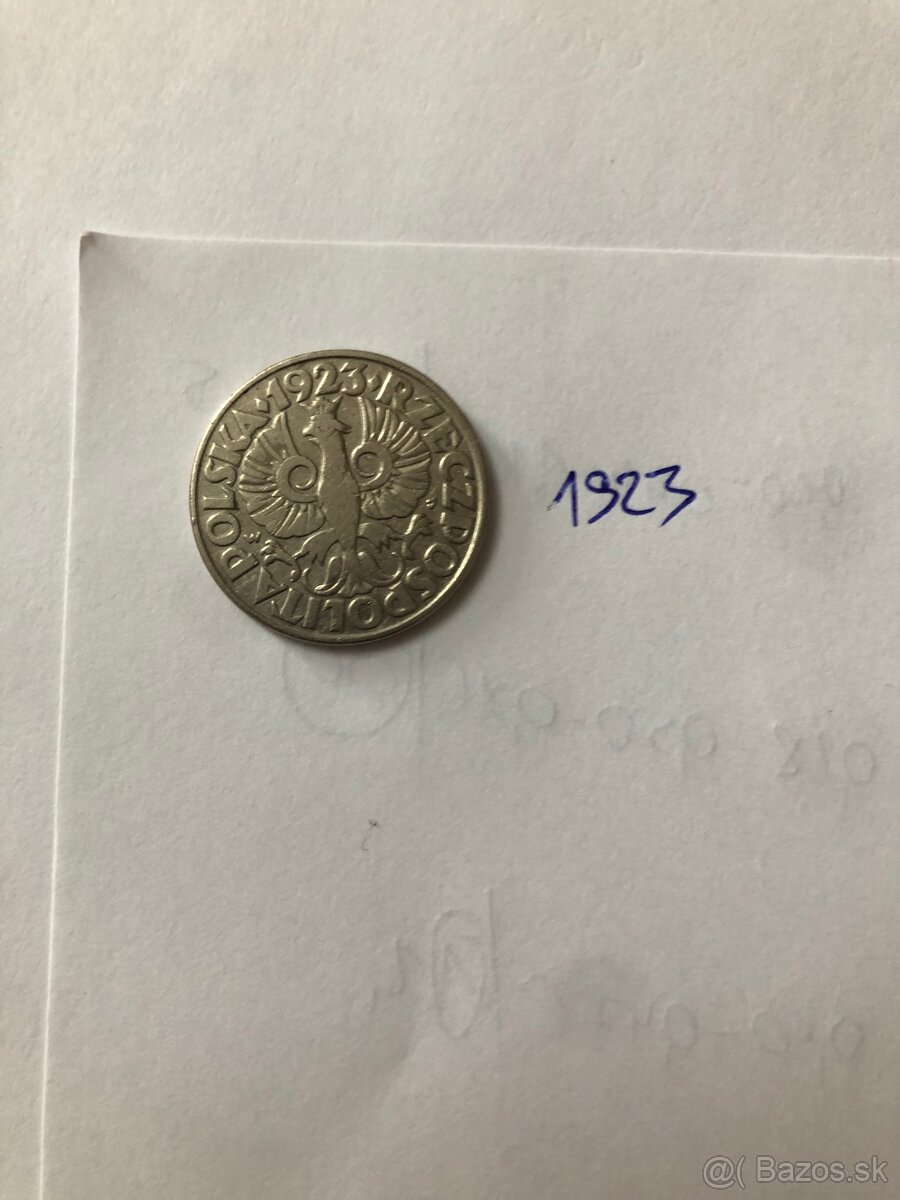 POLSKA·1923·RZECZPOSPOLITA
1923
@( Bazos.sk